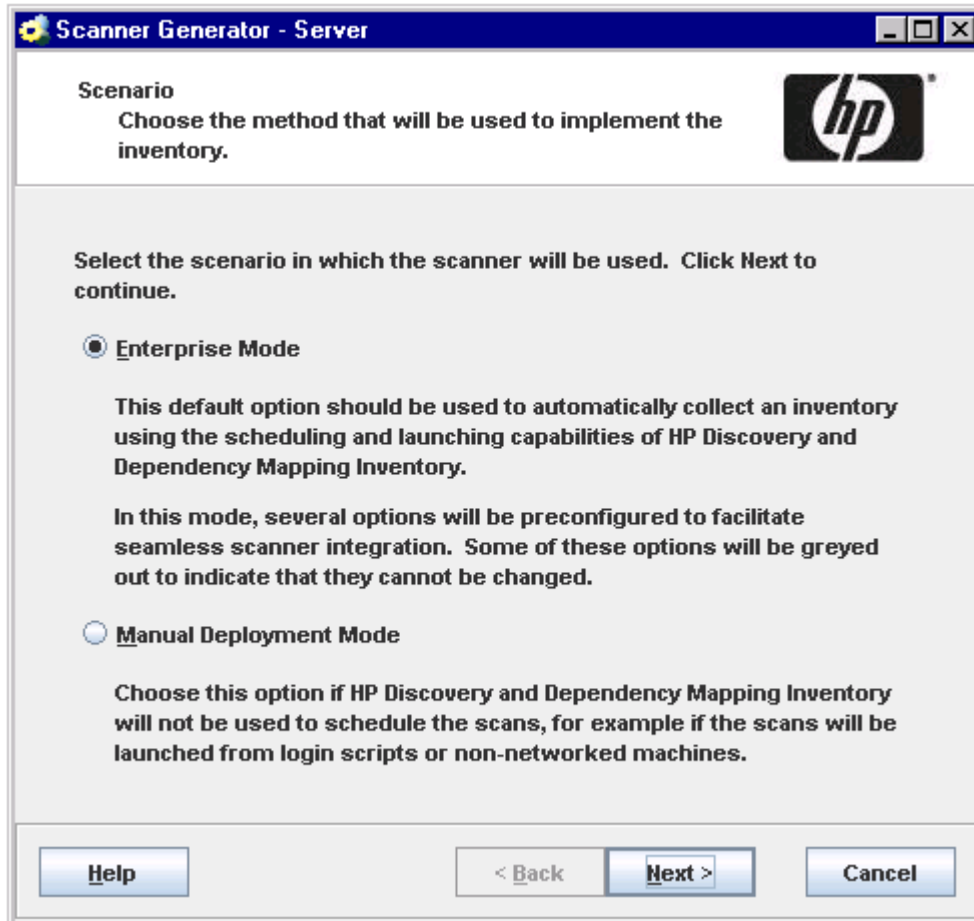 Scanner Generator - Server
Scenario
Choose the method that will be used to implement the
inventory.
hp
Select the scenario in which the scanner will be used.  Click Next to
continue.
Enterprise Mode
This default option should be used to automatically collect an inventory
using the scheduling and launching capabilities of HP Discovery and
Dependency Mapping Inventory.
In this mode, several options will be preconfigured to facilitate
seamless scanner integration.  Some of these options will be greyed
out to indicate that they cannot be changed.
Manual Deployment Mode
Choose this option if HP Discovery and Dependency Mapping Inventory
will not be used to schedule the scans, for example if the scans will be
launched from login scripts or non-networked machines.
Help
< Back
Next >
Cancel